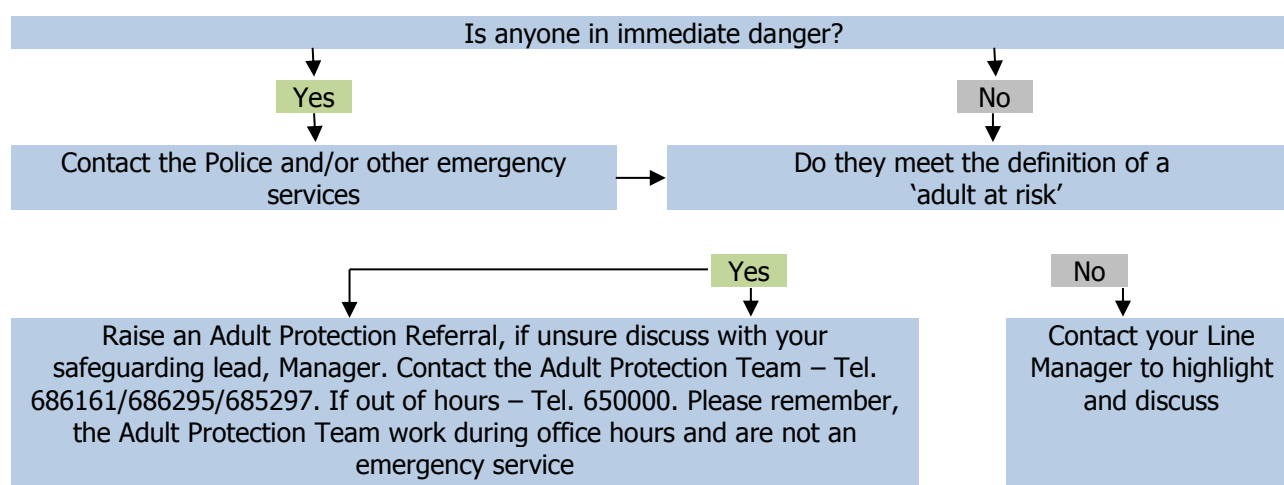 Is anyone in immediate danger?
Yes
No
Contact the Police and/or other emergency
services
Do they meet the definition of a
‘adult at risk’
Yes
No
Raise an Adult Protection Referral, if unsure discuss with your
safeguarding lead, Manager. Contact the Adult Protection Team – Tel.
686161/686295/685297. If out of hours – Tel. 650000. Please remember,
the Adult Protection Team work during office hours and are not an
emergency service
Contact your Line
Manager to highlight
and discuss